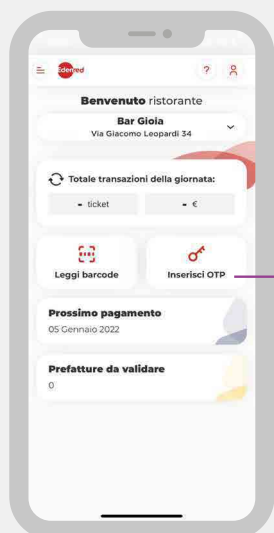 Edenred
?
Benvenuto ristorante
Bar Gioia
Via Giacomo Leopardi 34
Totale transazioni della giornata:
- ticket - €
Leggi barcode Inserisci OTP
Prossimo pagamento
05 Gennaio 2022
Prefatture da validare
0